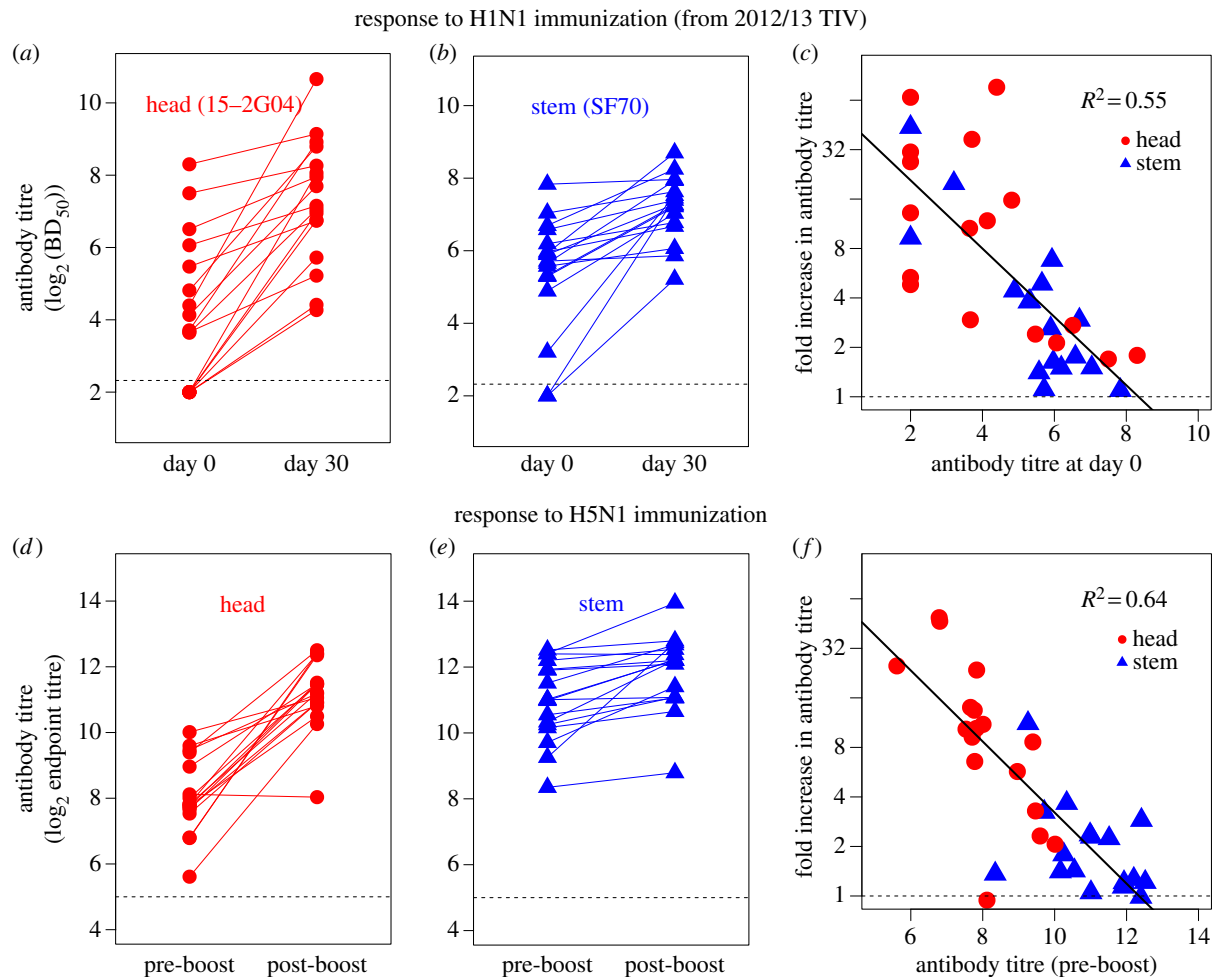 response to H1N1 immunization (from 2012/13 TIV)
(a)
head (15–2G04)
antibody titre
(log2 (BD50))
10
8
6
4
2
day 0 day 30
(b)
stem (SF70)
10
8
6
4
2
day 0 day 30
(c)
R2 = 0.55
head
stem
fold increase in antibody titre
32
8
4
2
1
2 4 6 8 10
antibody titre at day 0
response to H5N1 immunization
(d)
head
antibody titre
(log2 endpoint titre)
14
12
10
8
6
4
pre-boost post-boost
(e)
stem
14
12
10
8
6
4
pre-boost post-boost
(f)
R2 = 0.64
head
stem
fold increase in antibody titre
32
8
4
2
1
6 8 10 12 14
antibody titre (pre-boost)